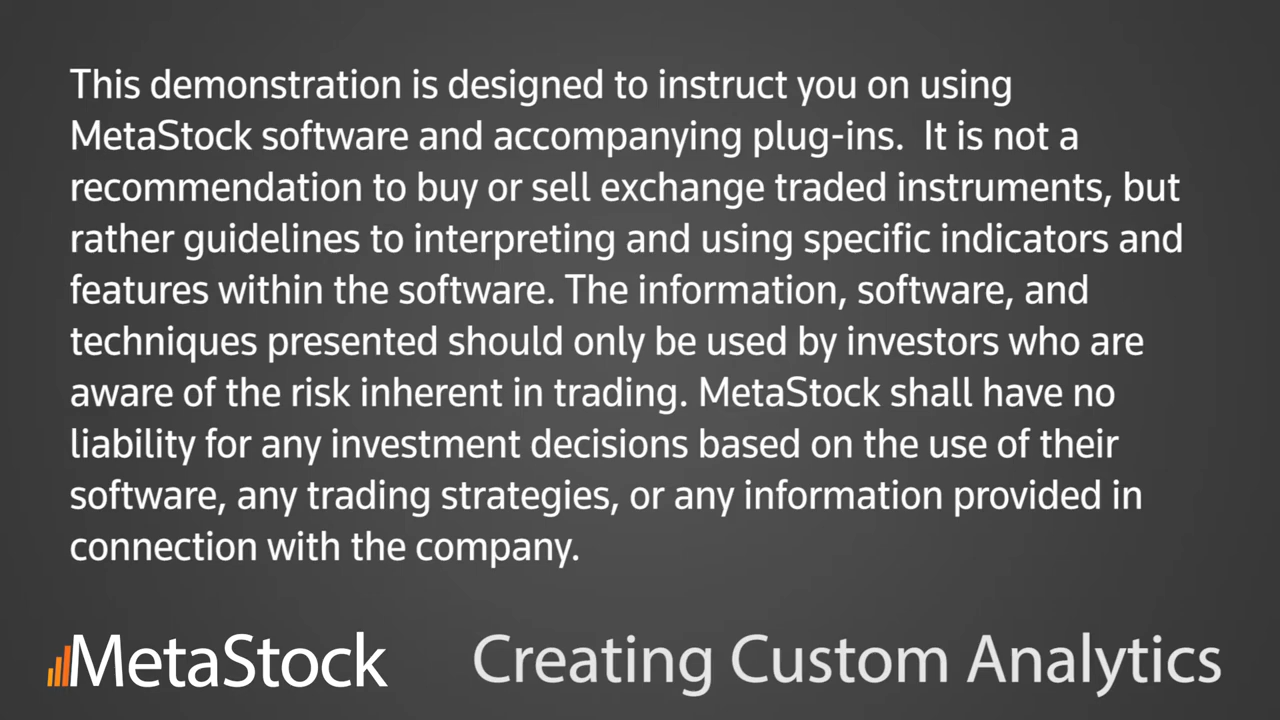 This demonstration is designed to instruct you on using
MetaStock software and accompanying plug-ins.  It is not a
recommendation to buy or sell exchange traded instruments, but
rather guidelines to interpreting and using specific indicators and
features within the software. The information, software, and
techniques presented should only be used by investors who are
aware of the risk inherent in trading. MetaStock shall have no
liability for any investment decisions based on the use of their
software, any trading strategies, or any information provided in
connection with the company.
MetaStock
Creating Custom Analytics